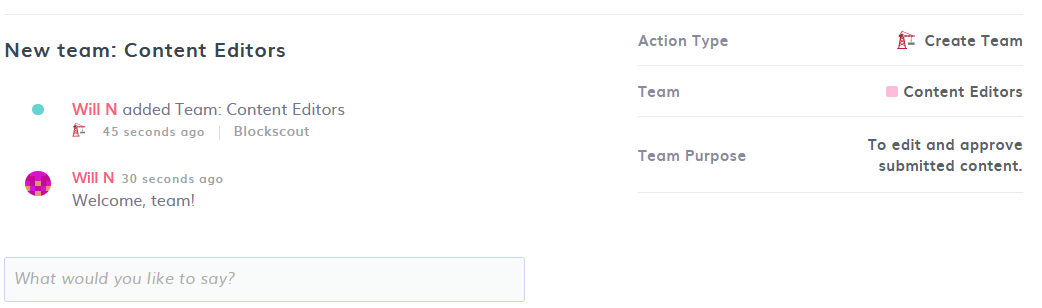 New team: Content Editors
Will N added Team: Content Editors
45 seconds ago | Blockscout
Will N 30 seconds ago
Welcome, team!
What would you like to say?
Action Type Create Team
Team Content Editors
Team Purpose To edit and approve
submitted content.